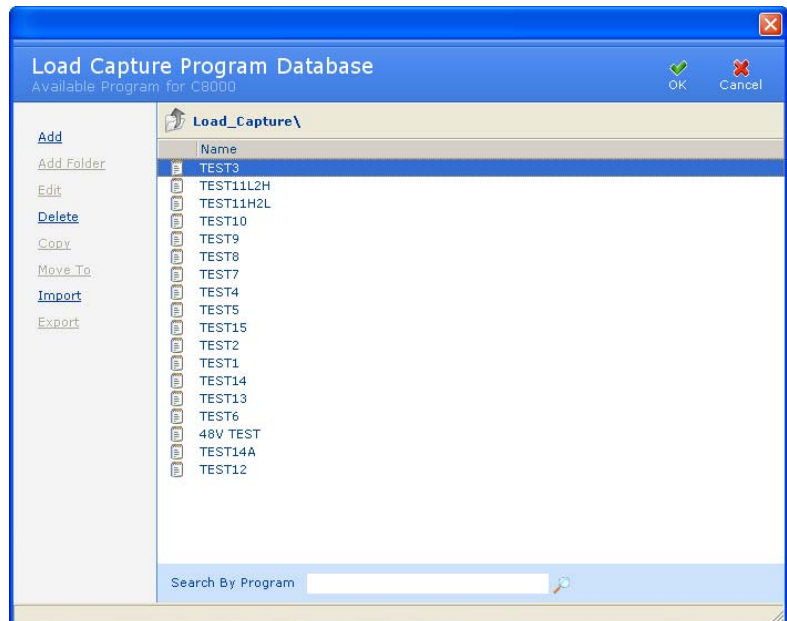 Load Capture Program Database
Available Program for C8000
OK
Cancel
Add
Add Folder
Edit
Delete
Copy
Move To
Import
Export
Load_Capture\
Name
TEST3
TEST11L2H
TEST11H2L
TEST10
TEST9
TEST8
TEST7
TEST4
TEST5
TEST15
TEST2
TEST1
TEST14
TEST13
TEST6
48V TEST
TEST14A
TEST12
Search By Program